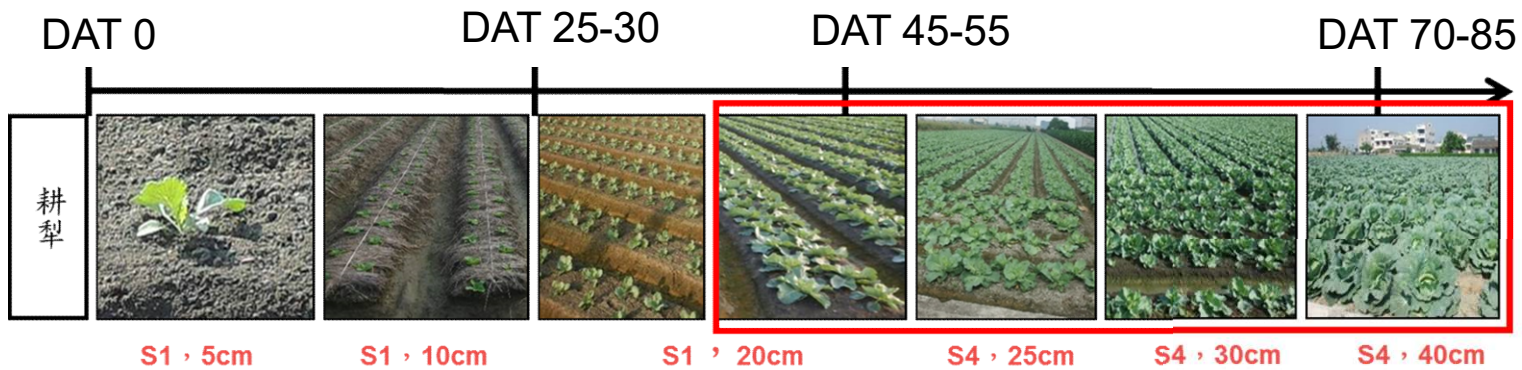 DAT 0
DAT 25-30
DAT 45-55
DAT 70-85
耕犁
S1，5cm
S1，10cm
S1，20cm
S4，25cm
S4，30cm
S4，40cm